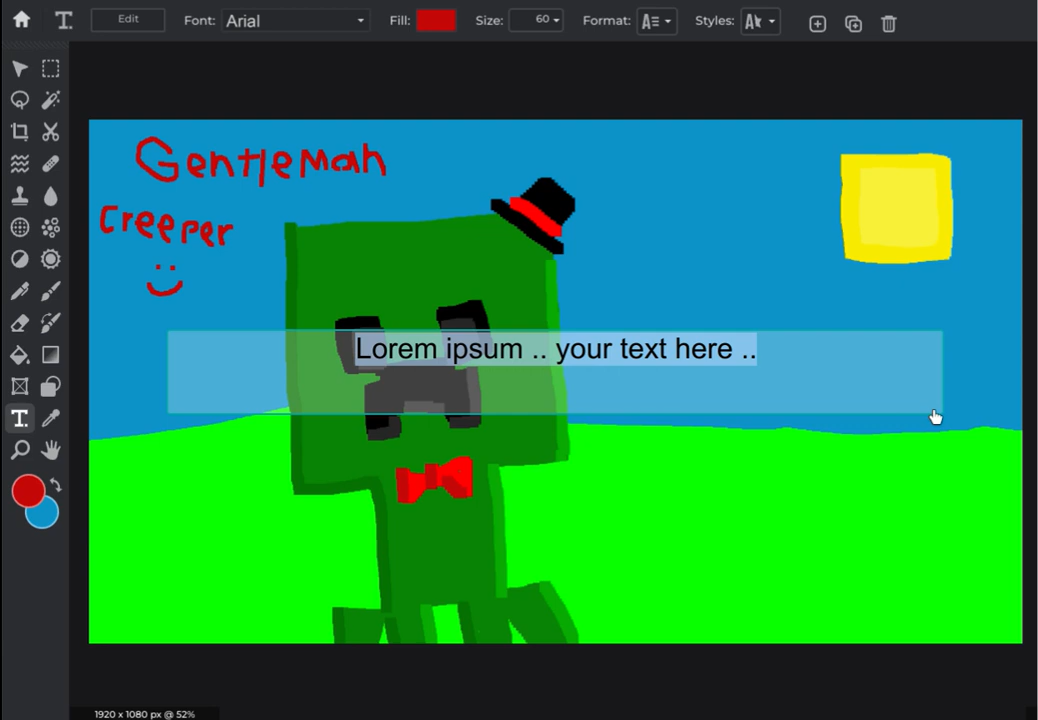 Edit Font: Arial Fill: Size: 60 Format: A Styles: A
Gentleman
Creeper
Lorem ipsum .. your text here ..
T.
1920 x 1080 px @ 52%